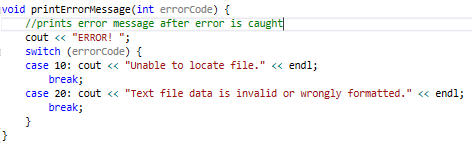 void printErrorMessage(int errorCode) {
    //prints error message after error is caught
    cout << "ERROR! ";
    switch (errorCode) {
    case 10: cout << "Unable to locate file." << endl;
        break;
    case 20: cout << "Text file data is invalid or wrongly formatted." << endl;
        break;
    }
}